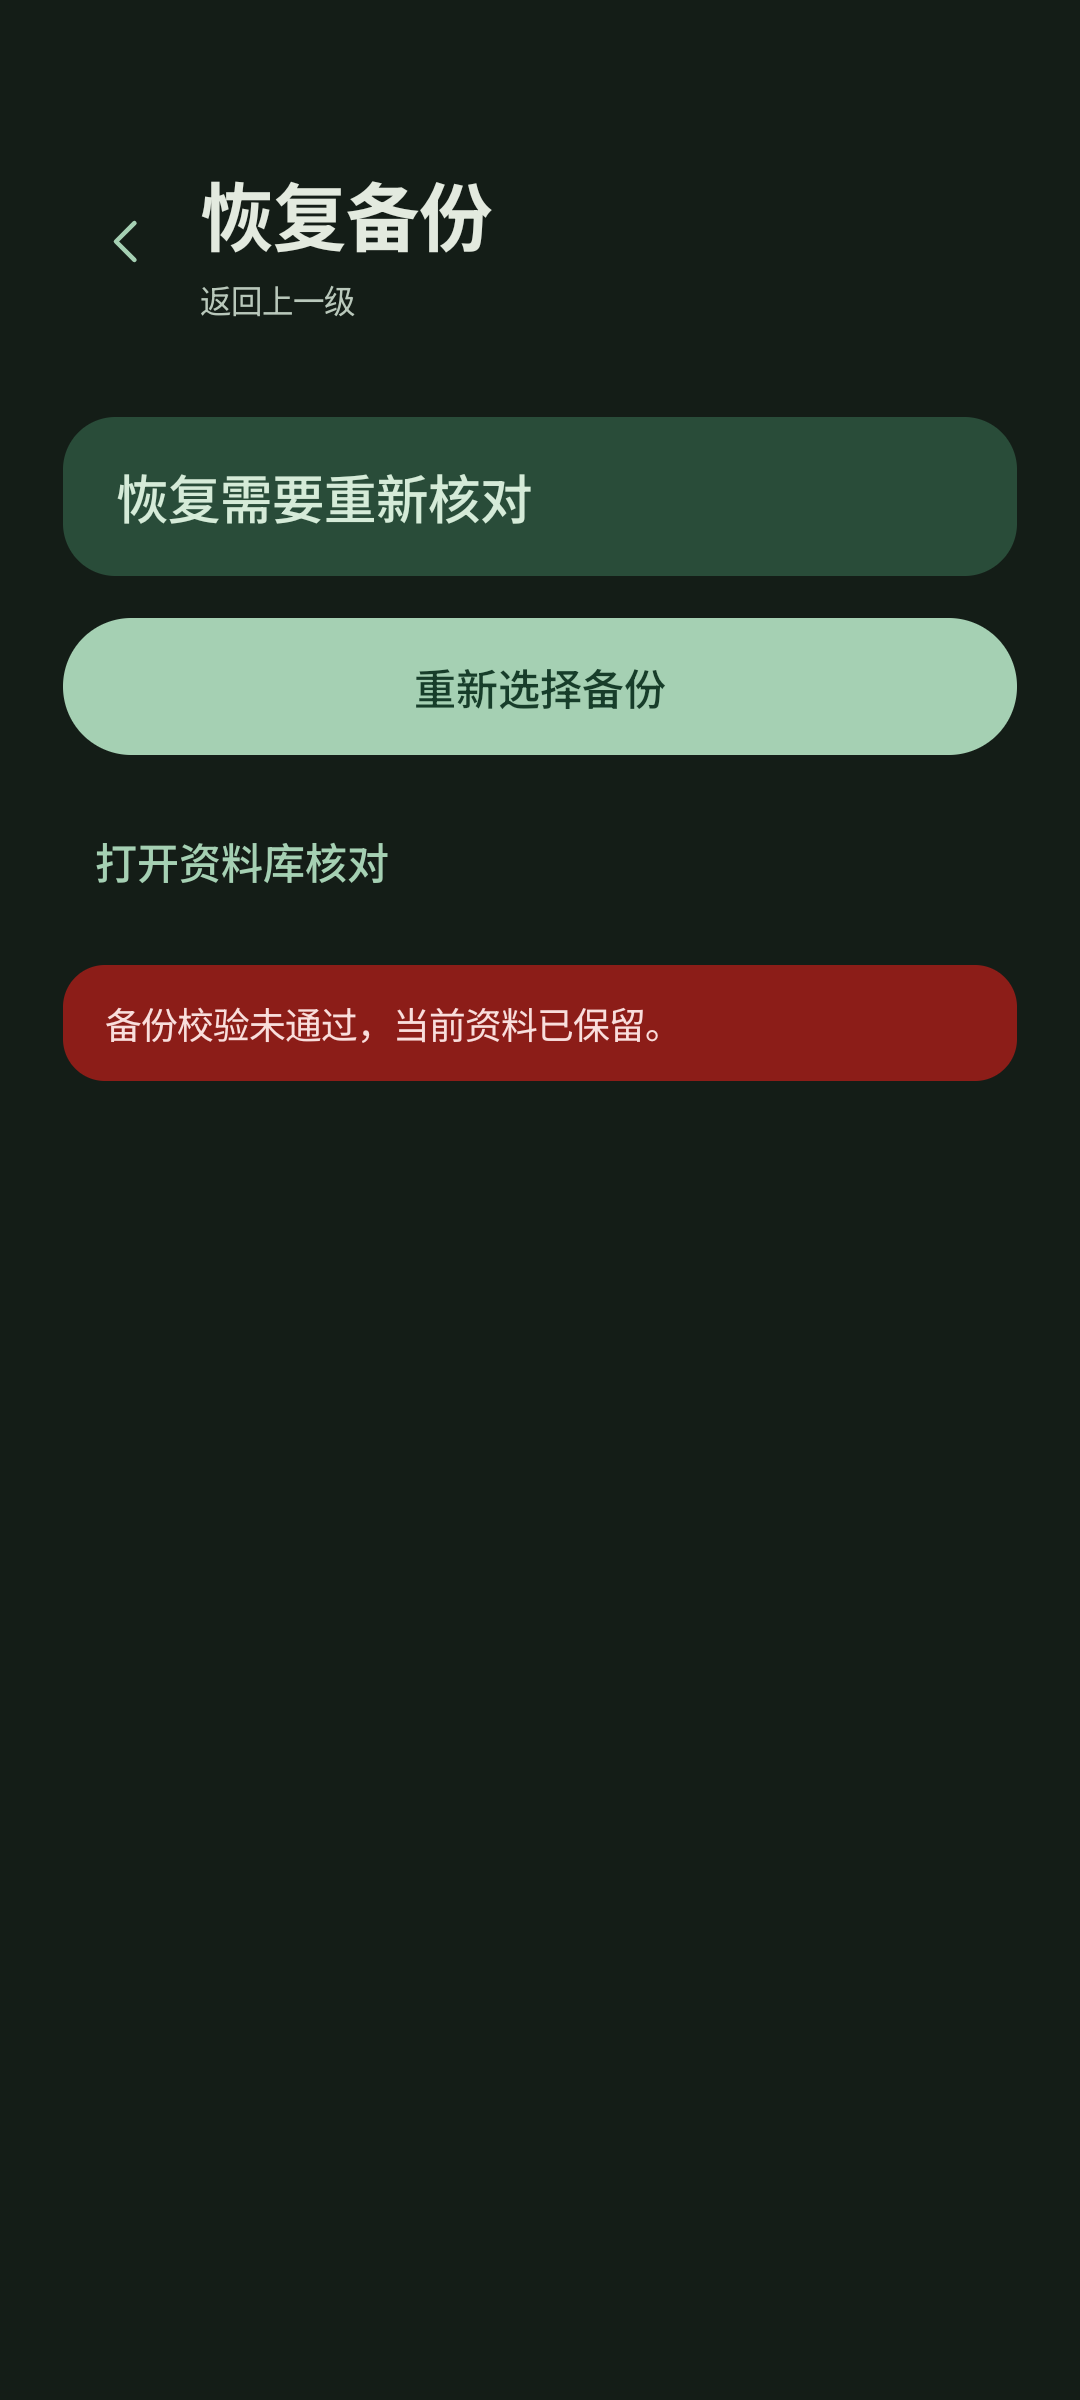 恢复备份
返回上一级
恢复需要重新核对
重新选择备份
打开资料库核对
备份校验未通过，当前资料已保留。